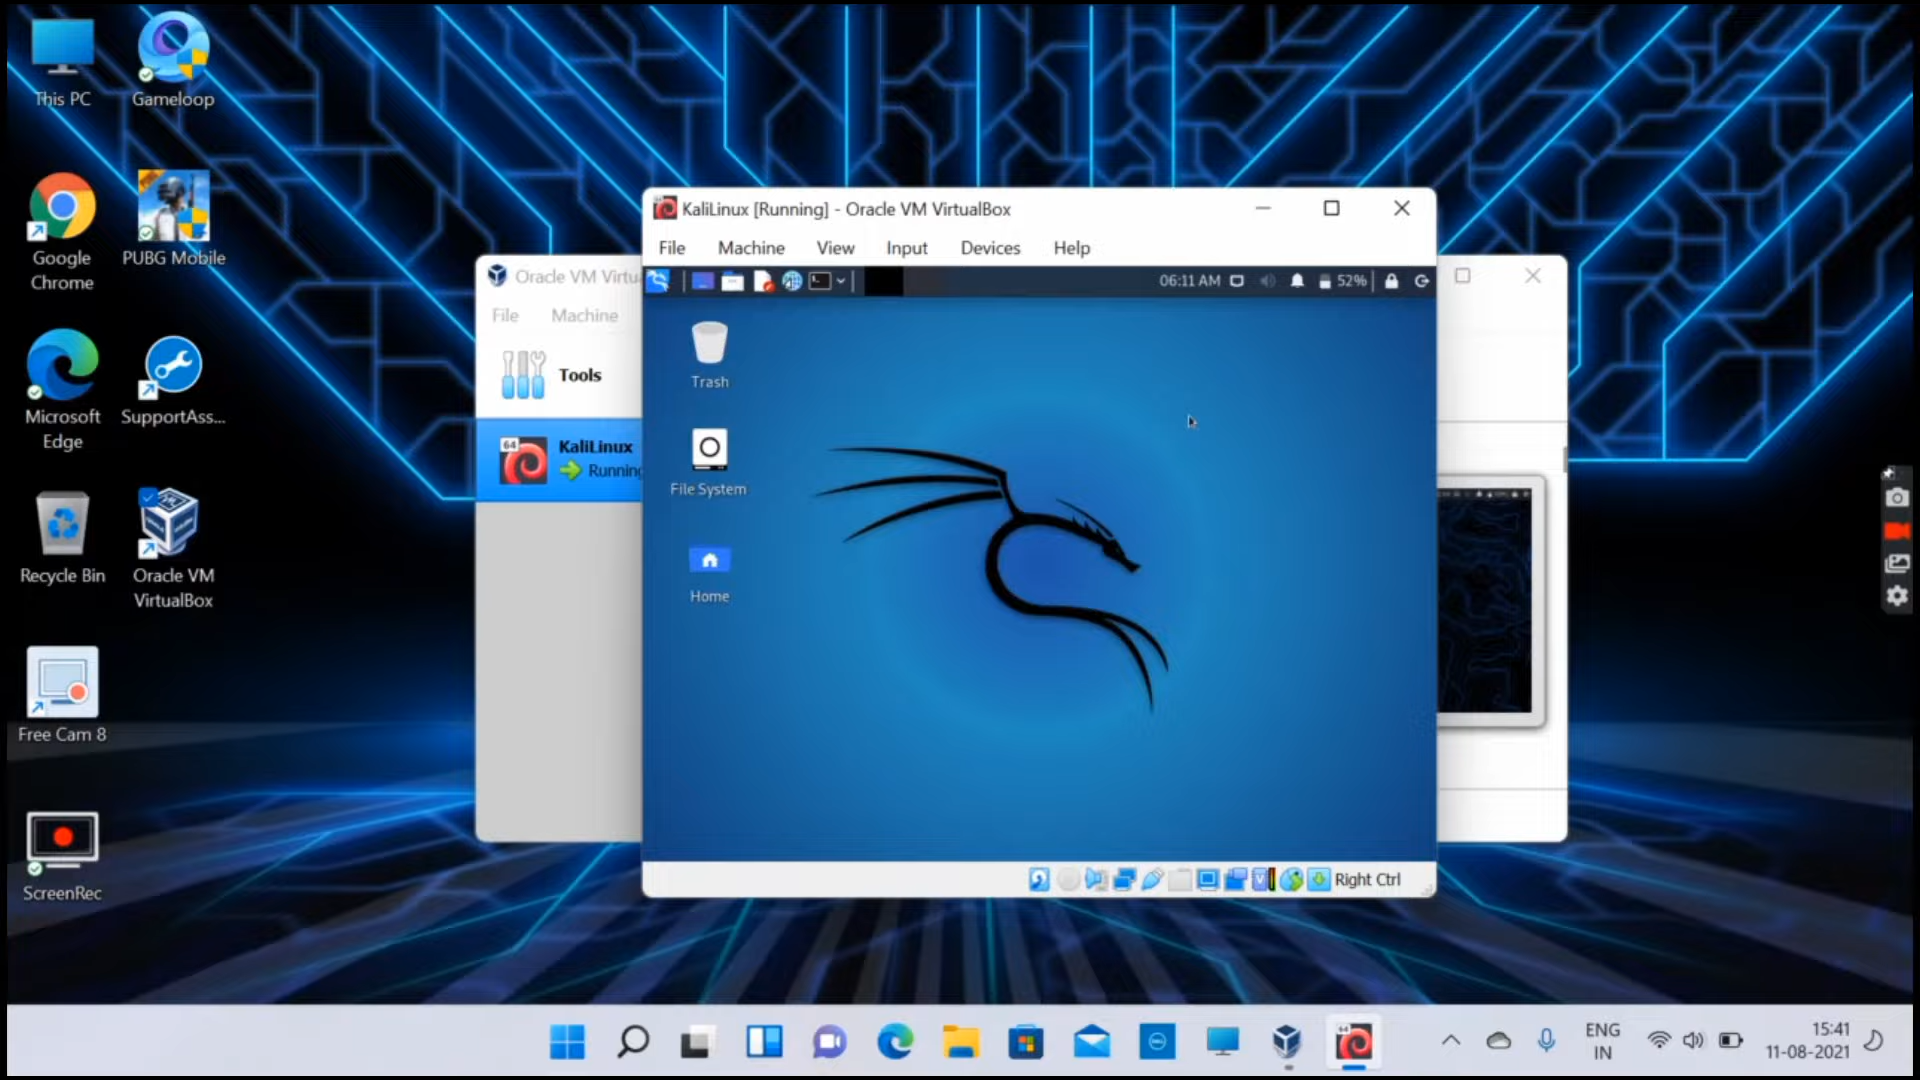 This PC
Gameloop
Google
Chrome
PUBG Mobile
Microsoft
Edge
SupportAss...
Recycle Bin
Oracle VM
VirtualBox
Free Cam 8
ScreenRec
Oracle VM Virtu
File Machine
Tools
64
KaliLinux
Running
KaliLinux [Running] - Oracle VM VirtualBox
File Machine View Input Devices Help
06:11 AM 52%
Trash
File System
Home
Right Ctrl
ENG
IN
15:41
11-08-2021